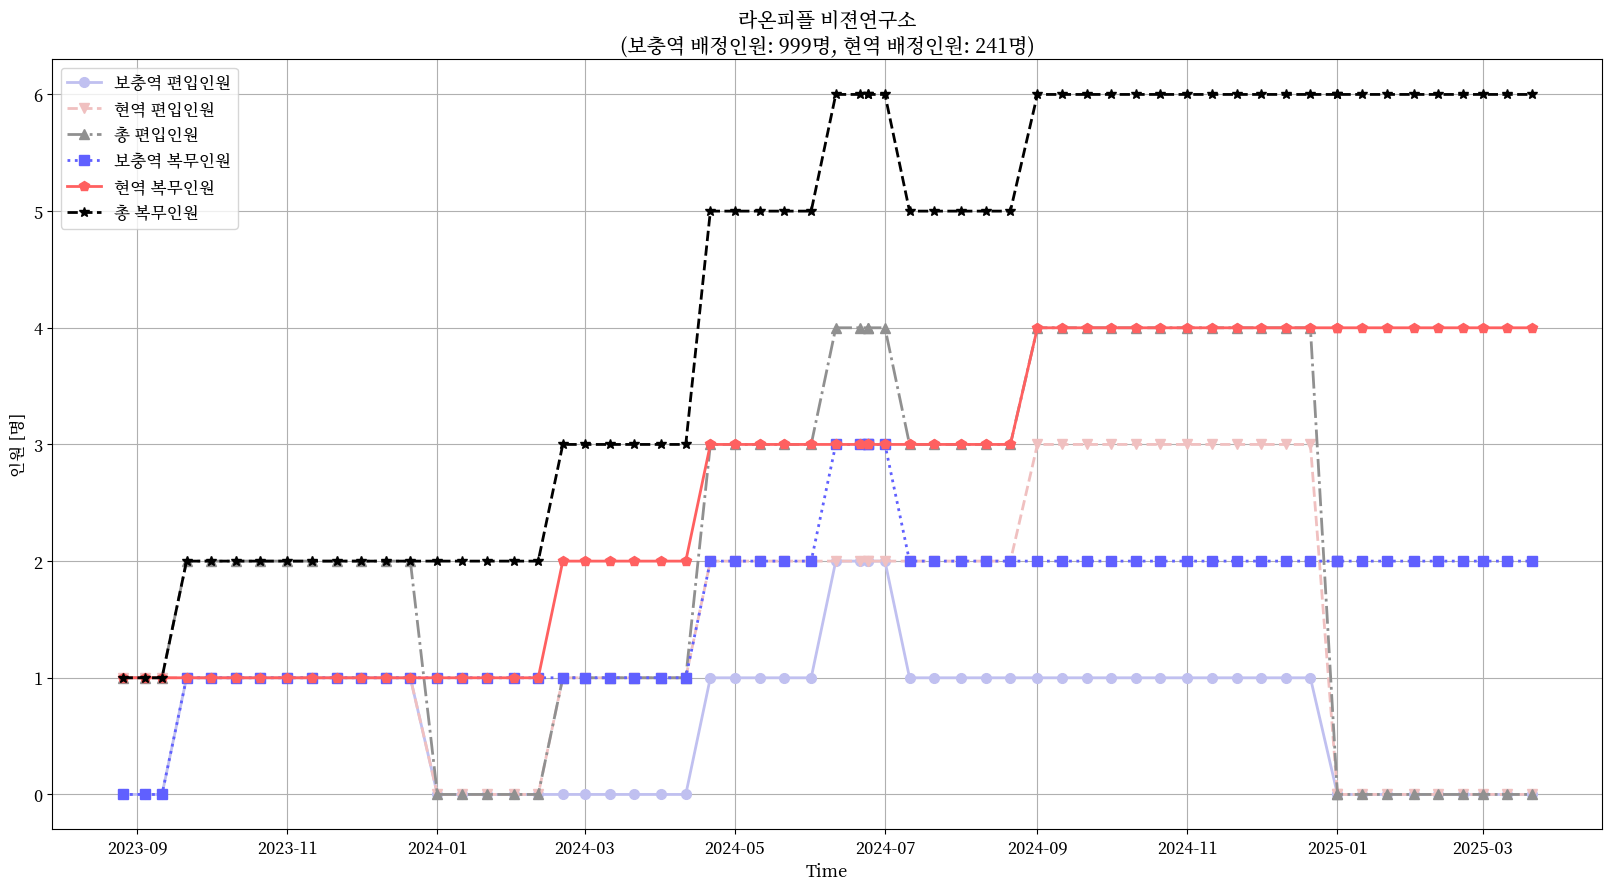 라온피플 비젼연구소
(보충역 배정인원: 999명, 현역 배정인원: 241명)
보충역 편입인원
현역 편입인원
총 편입인원
보충역 복무인원
현역 복무인원
총 복무인원
인원 [명]
6
5
4
3
2
1
0
2023-09
2023-11
2024-01
2024-03
2024-05
2024-07
2024-09
2024-11
2025-01
2025-03
Time